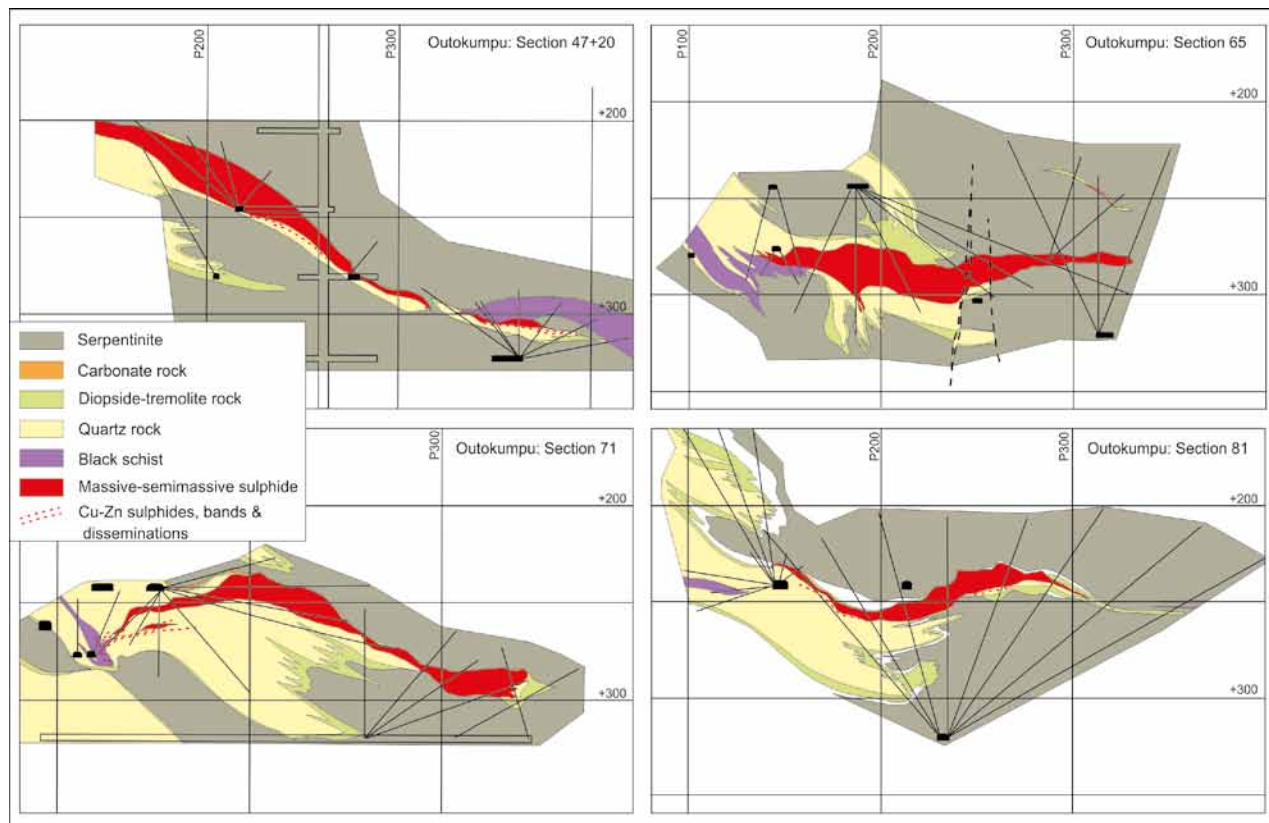 P200
P300
Outokumpu: Section 47+20
+200
+300
P100
P200
P300
Outokumpu: Section 65
+200
+300
Serpentinite
Carbonate rock
Diopside-tremolite rock
Quartz rock
Black schist
Massive-semimassive sulphide
Cu-Zn sulphides, bands &
disseminations
P300
Outokumpu: Section 71
+200
+300
P200
P300
Outokumpu: Section 81
+200
+300